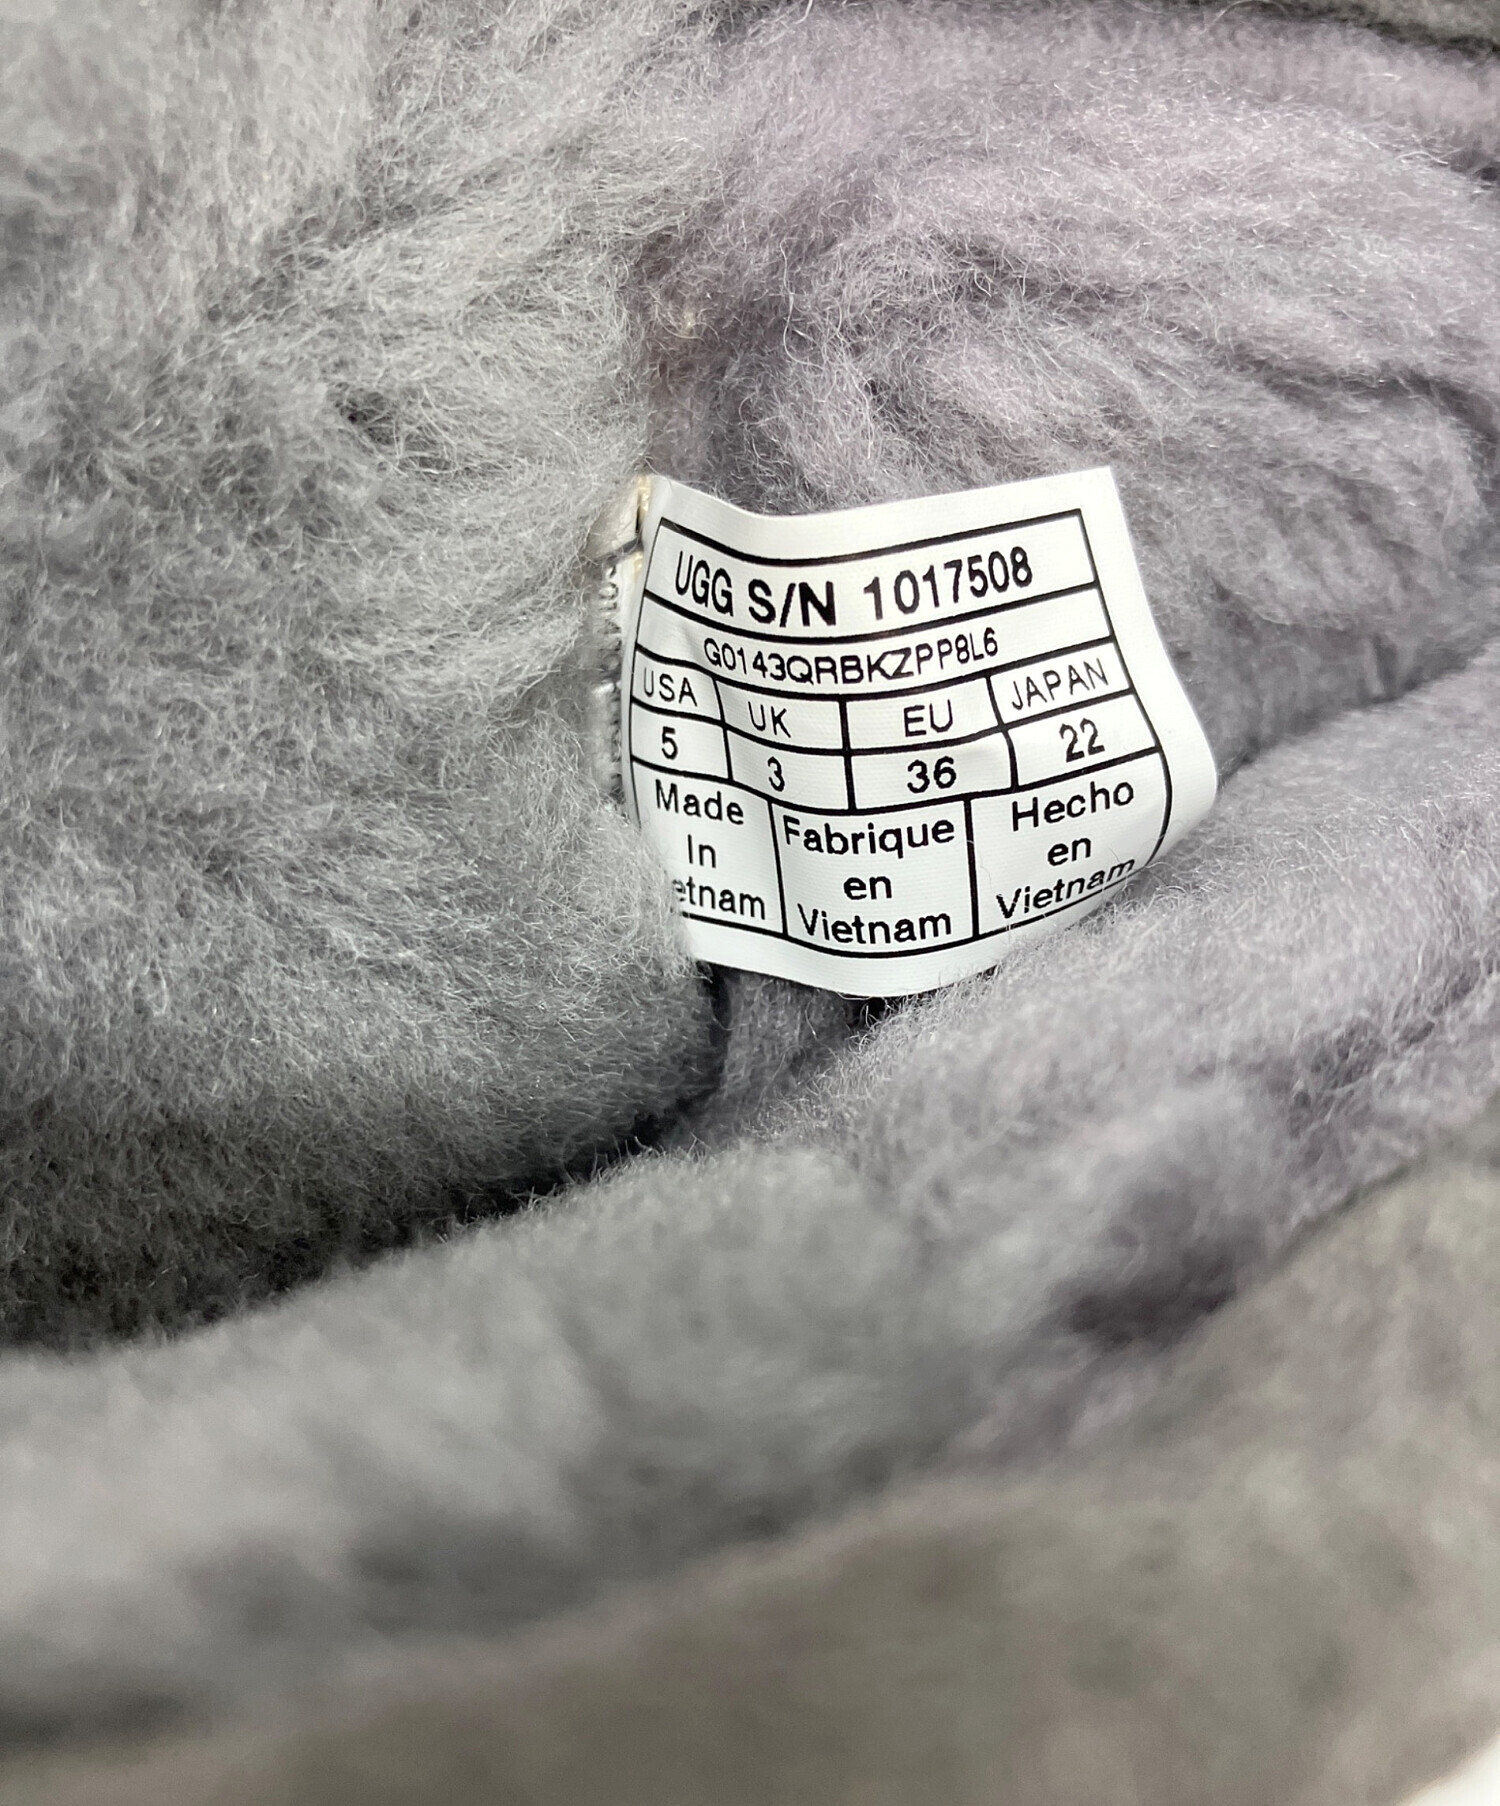 UGG S/N 1017508
G0143QRBKZPP8L6
USA UK EU JAPAN
5 3 36 22
Made Fabrique Hecho
In en en
etnam Vietnam Vietnam